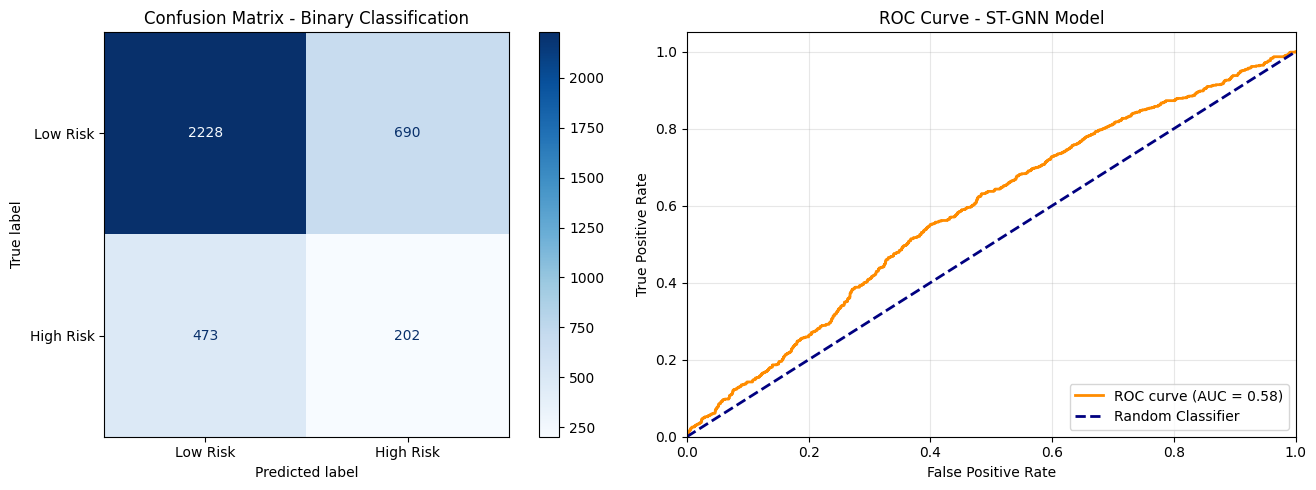 Confusion Matrix - Binary Classification
True label
Low Risk
High Risk
2228
690
473
202
Low Risk
High Risk
Predicted label
2000
1750
1500
1250
1000
750
500
250
ROC Curve - ST-GNN Model
True Positive Rate
1.0
0.8
0.6
0.4
0.2
0.0
ROC curve (AUC = 0.58)
Random Classifier
0.0
0.2
0.4
0.6
0.8
1.0
False Positive Rate